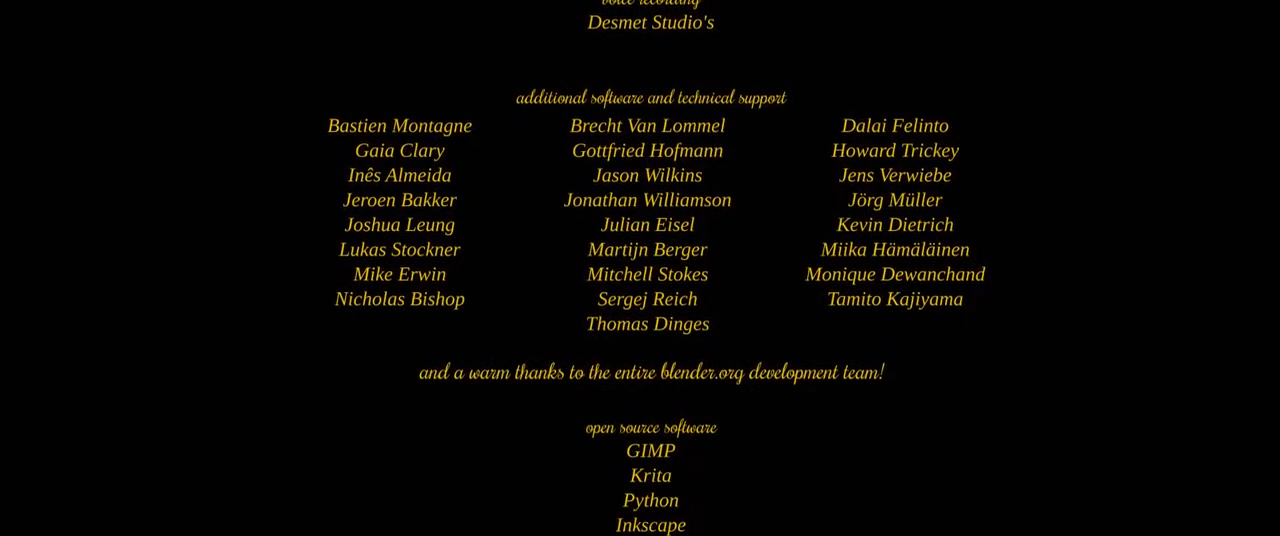 voice recording
Desmet Studio's
additional software and technical support
Bastien Montagne Brecht Van Lommel Dalai Felinto
Gaia Clary Gottfried Hofmann Howard Trickey
Inês Almeida Jason Wilkins Jens Verwiebe
Jeroen Bakker Jonathan Williamson Jörg Müller
Joshua Leung Julian Eisel Kevin Dietrich
Lukas Stockner Martijn Berger Miika Hämäläinen
Mike Erwin Mitchell Stokes Monique Dewanchand
Nicholas Bishop Sergej Reich Tamito Kajiyama
Thomas Dinges
and a warm thanks to the entire blender.org development team!
open source software
GIMP
Krita
Python
Inkscape